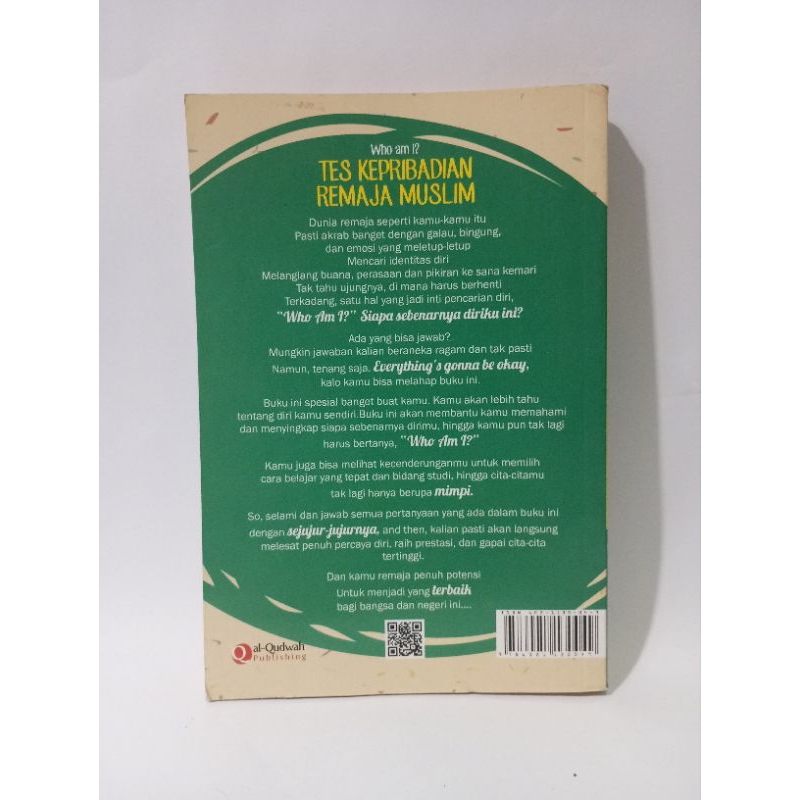 Who am I?
TES KEPRIBADIAN
REMAJA MUSLIM
Dunia remaja seperti kamu-kamu itu
Pasti akrab banget dengan galau, bingung,
dan emosi yang meletup-letup
Mencari identitas diri
Melanglang buana, perasaan dan pikiran ke sana kemari
Tak tahu ujungnya, di mana harus berhenti
Terkadang, satu hal yang jadi inti pencarian diri,
"Who Am I?" Siapa sebenarnya diriku ini?
Ada yang bisa jawab?
Mungkin jawaban kalian beraneka ragam dan tak pasti
Namun, tenang saja. Everything's gonna be okay,
kalo kamu bisa melahap buku ini.
Buku ini spesial banget buat kamu. Kamu akan lebih tahu
tentang diri kamu sendiri.Buku ini akan membantu kamu memahami
dan menyingkap siapa sebenarnya dirimu, hingga kamu pun tak lagi
harus bertanya, "Who Am I?"
Kamu juga bisa melihat kecenderunganmu untuk memilih
cara belajar yang tepat dan bidang studi, hingga cita-citamu
tak lagi hanya berupa mimpi.
So, selami dan jawab semua pertanyaan yang ada dalam buku ini
dengan sejujur-jujurnya, and then, kalian pasti akan langsung
melesat penuh percaya diri, raih prestasi, dan gapai cita-cita
tertinggi.
Dan kamu remaja penuh potensi
Untuk menjadi yang terbaik
bagi bangsa dan negeri ini....
al-Qudwah
Publishing
ISBN